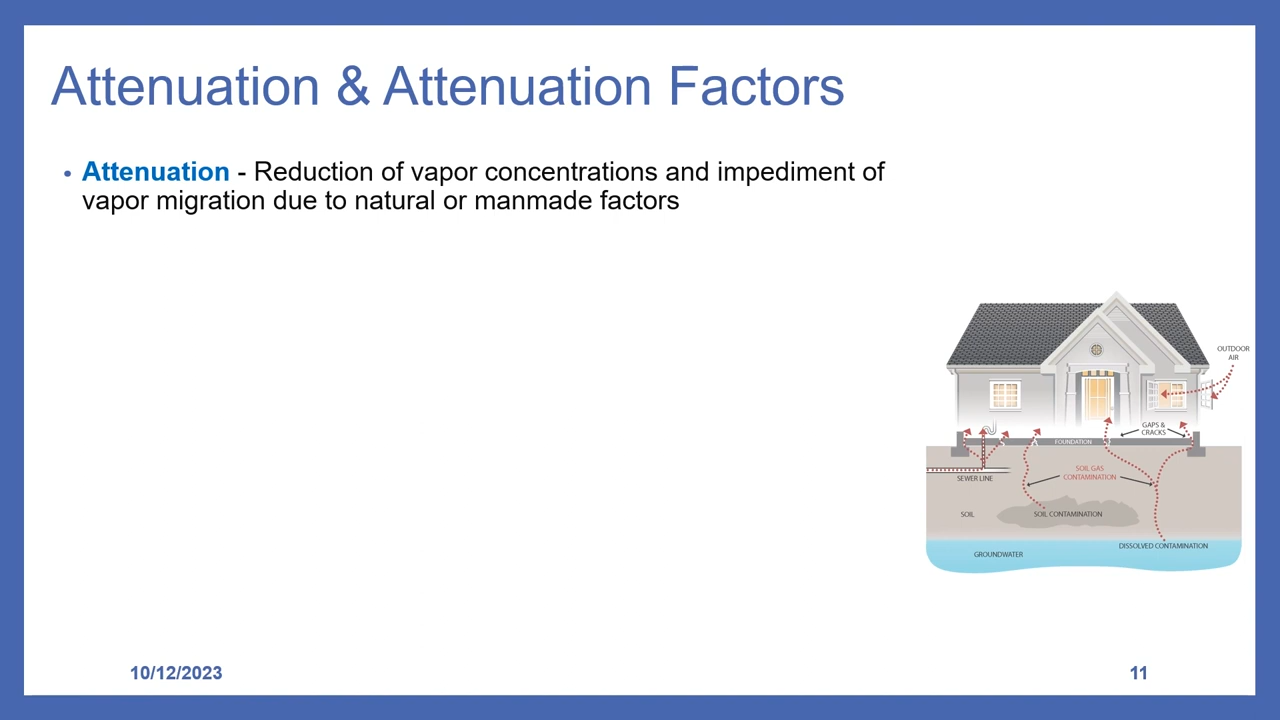 Attenuation & Attenuation Factors
• Attenuation - Reduction of vapor concentrations and impediment of
vapor migration due to natural or manmade factors
OUTDOOR
AIR
GAPS &
CRACKS
FOUNDATION
SOIL GAS
CONTAMINATION
SEWER LINE
SOIL
SOIL CONTAMINATION
DISSOLVED CONTAMINATION
GROUNDWATER
10/12/2023
11